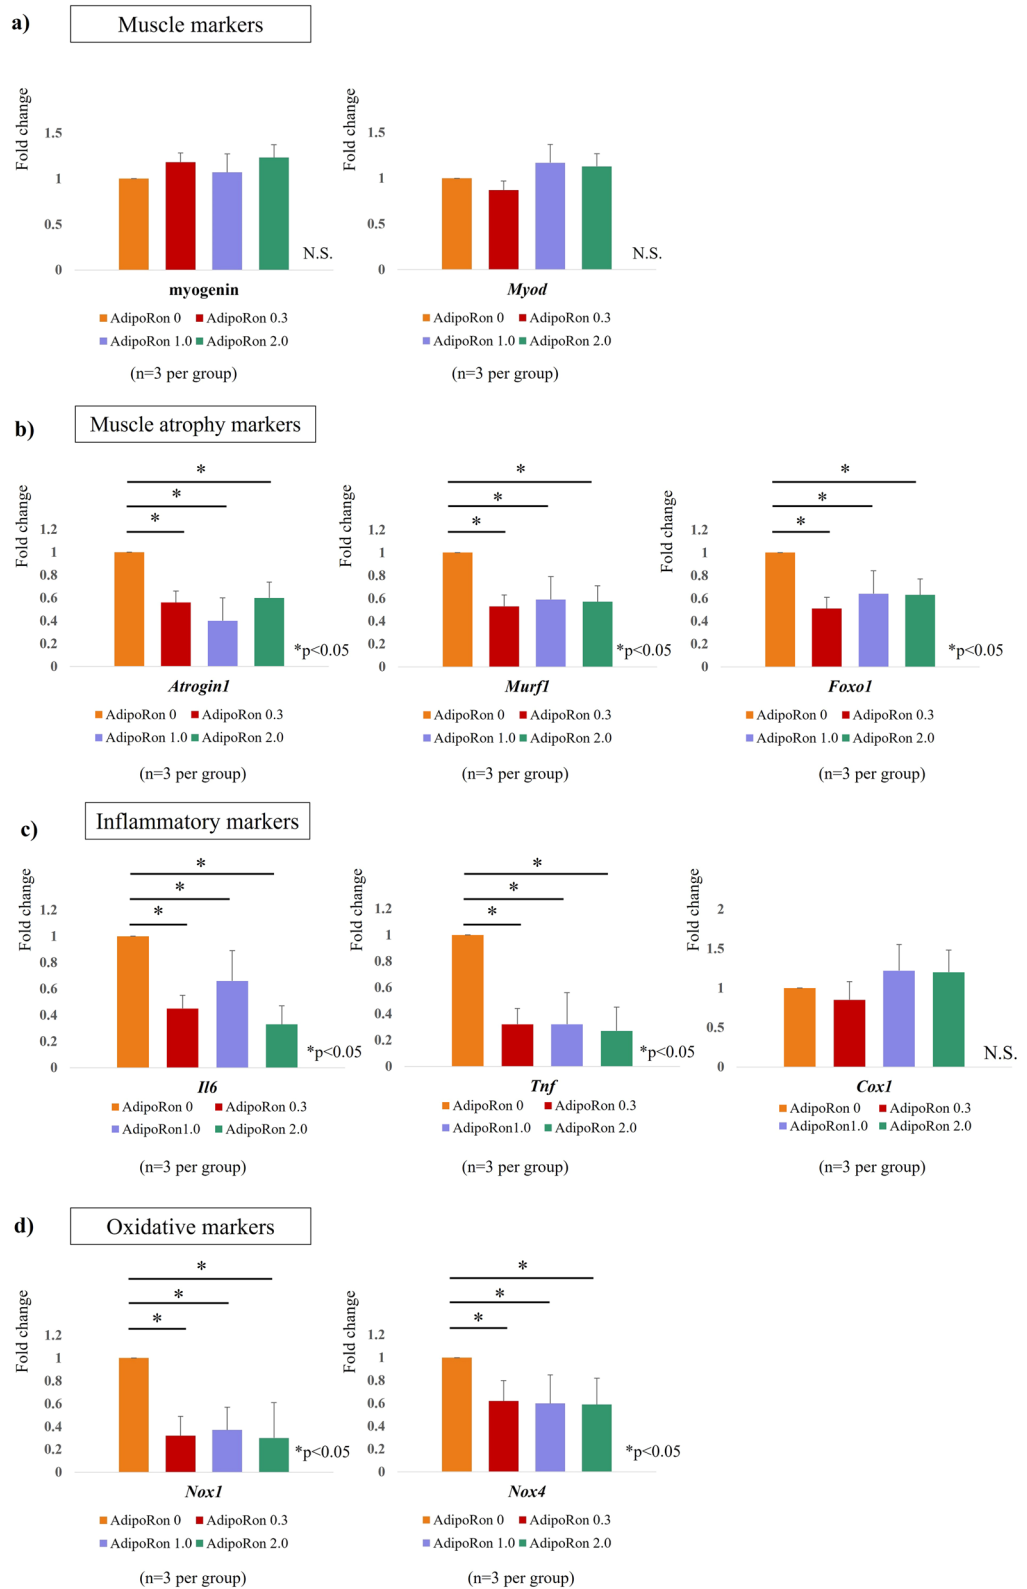 a)
Muscle markers
Fold change
1.5
1
0.5
0
N.S.
myogenin
AdipoRon 0 AdipoRon 0.3
AdipoRon 1.0 AdipoRon 2.0
(n=3 per group)
Fold change
1.5
1
0.5
0
N.S.
Myod
AdipoRon 0 AdipoRon 0.3
AdipoRon 1.0 AdipoRon 2.0
(n=3 per group)
b)
Muscle atrophy markers
Fold change
*
*
*
1.2
1
0.8
0.6
0.4
0.2
0
*p<0.05
Atrogin1
AdipoRon 0 AdipoRon 0.3
AdipoRon 1.0 AdipoRon 2.0
(n=3 per group)
Fold change
*
*
*
1.2
1
0.8
0.6
0.4
0.2
0
*p<0.05
Murf1
AdipoRon 0 AdipoRon 0.3
AdipoRon 1.0 AdipoRon 2.0
(n=3 per group)
Fold change
*
*
*
1.2
1
0.8
0.6
0.4
0.2
0
*p<0.05
Foxo1
AdipoRon 0 AdipoRon 0.3
AdipoRon 1.0 AdipoRon 2.0
(n=3 per group)
c)
Inflammatory markers
Fold change
*
*
*
1.2
1
0.8
0.6
0.4
0.2
0
*p<0.05
Il6
AdipoRon 0 AdipoRon 0.3
AdipoRon1.0 AdipoRon 2.0
(n=3 per group)
Fold change
*
*
*
1.2
1
0.8
0.6
0.4
0.2
0
*p<0.05
Tnf
AdipoRon 0 AdipoRon 0.3
AdipoRon1.0 AdipoRon 2.0
(n=3 per group)
Fold change
2
1.5
1
0.5
0
N.S.
Cox1
AdipoRon 0 AdipoRon 0.3
AdipoRon1.0 AdipoRon 2.0
(n=3 per group)
d)
Oxidative markers
Fold change
*
*
*
1.2
1
0.8
0.6
0.4
0.2
0
*p<0.05
Nox1
AdipoRon 0 AdipoRon 0.3
AdipoRon 1.0 AdipoRon 2.0
(n=3 per group)
Fold change
*
*
*
1.2
1
0.8
0.6
0.4
0.2
0
*p<0.05
Nox4
AdipoRon 0 AdipoRon 0.3
AdipoRon 1.0 AdipoRon 2.0
(n=3 per group)